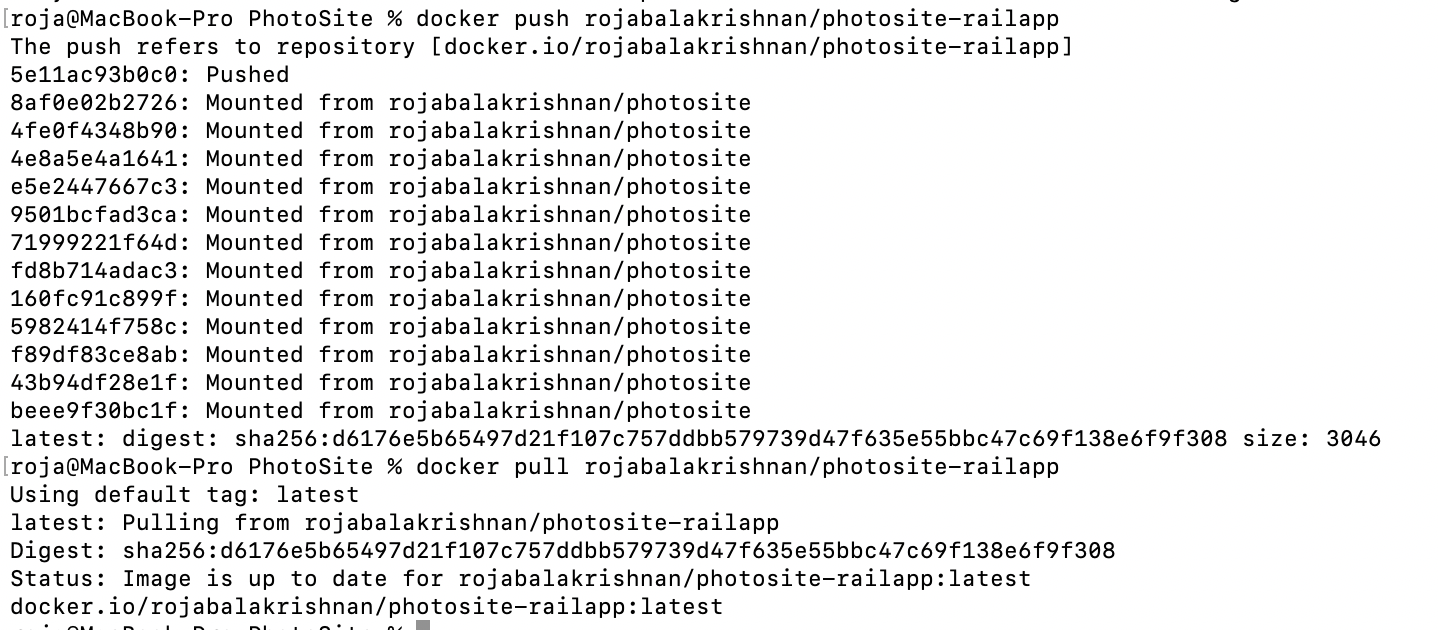 [roja@MacBook-Pro PhotoSite % docker push rojabalakrishnan/photosite-railapp
The push refers to repository [docker.io/rojabalakrishnan/photosite-railapp]
5e11ac93b0c0: Pushed
8af0e02b2726: Mounted from rojabalakrishnan/photosite
4fe0f4348b90: Mounted from rojabalakrishnan/photosite
4e8a5e4a1641: Mounted from rojabalakrishnan/photosite
e5e2447667c3: Mounted from rojabalakrishnan/photosite
9501bcfad3ca: Mounted from rojabalakrishnan/photosite
71999221f64d: Mounted from rojabalakrishnan/photosite
fd8b714adac3: Mounted from rojabalakrishnan/photosite
160fc91c899f: Mounted from rojabalakrishnan/photosite
5982414f758c: Mounted from rojabalakrishnan/photosite
f89df83ce8ab: Mounted from rojabalakrishnan/photosite
43b94df28e1f: Mounted from rojabalakrishnan/photosite
beee9f30bc1f: Mounted from rojabalakrishnan/photosite
latest: digest: sha256:d6176e5b65497d21f107c757ddbb579739d47f635e55bbc47c69f138e6f9f308 size: 3046
[roja@MacBook-Pro PhotoSite % docker pull rojabalakrishnan/photosite-railapp
Using default tag: latest
latest: Pulling from rojabalakrishnan/photosite-railapp
Digest: sha256:d6176e5b65497d21f107c757ddbb579739d47f635e55bbc47c69f138e6f9f308
Status: Image is up to date for rojabalakrishnan/photosite-railapp:latest
docker.io/rojabalakrishnan/photosite-railapp:latest
roja@MacBook-Pro PhotoSite %